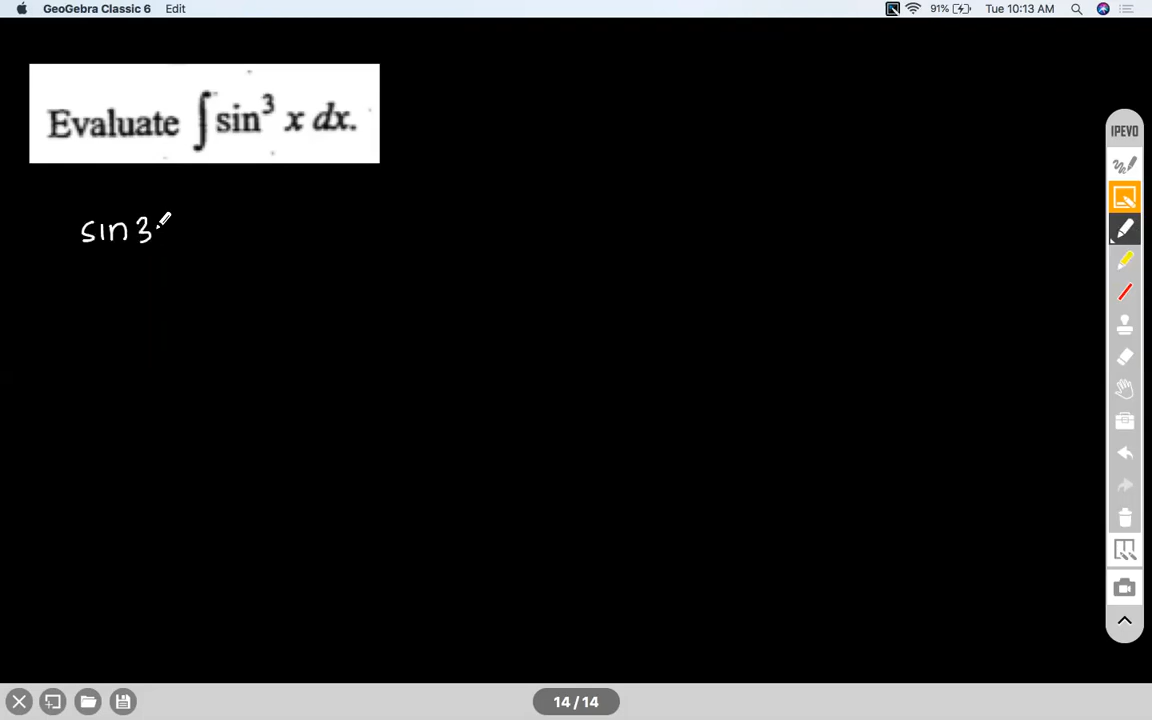 GeoGebra Classic 6 Edit 91% Tue 10:13 AM
Evaluate ∫ sin³ x dx.
IPEVO
sin 3
14 / 14